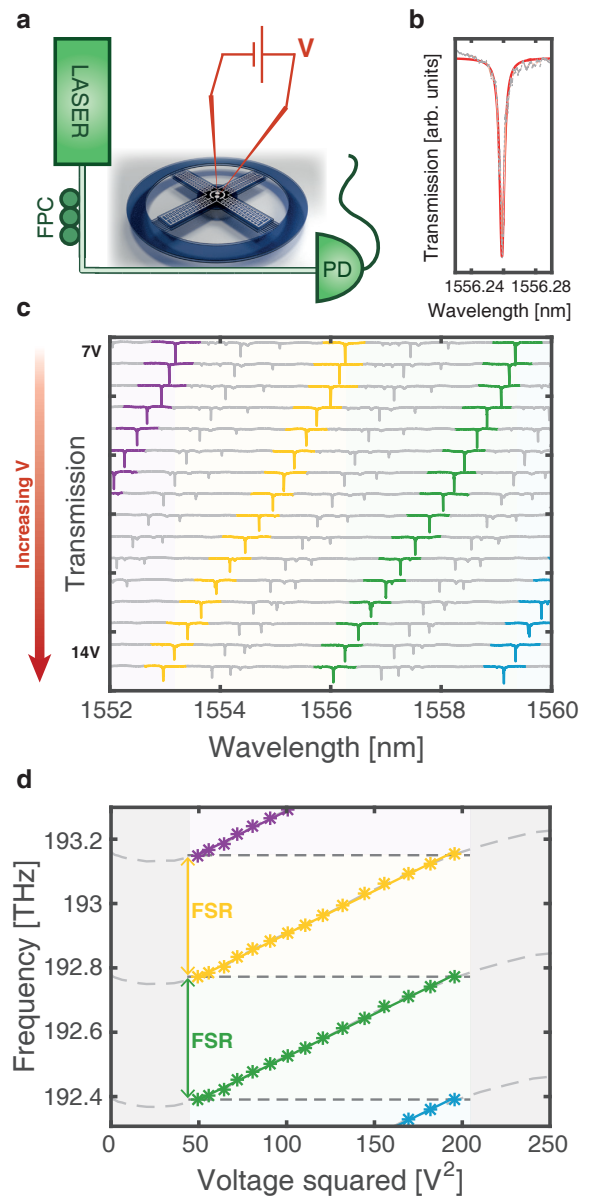 a
LASER
FPC
V
PD
b
Transmission [arb. units]
1556.24 1556.28
Wavelength [nm]
c
Increasing V
Transmission
7V
14V
1552 1554 1556 1558 1560
Wavelength [nm]
d
Frequency [THz]
193.2
193
192.8
192.6
192.4
FSR
FSR
0 50 100 150 200 250
Voltage squared [V²]